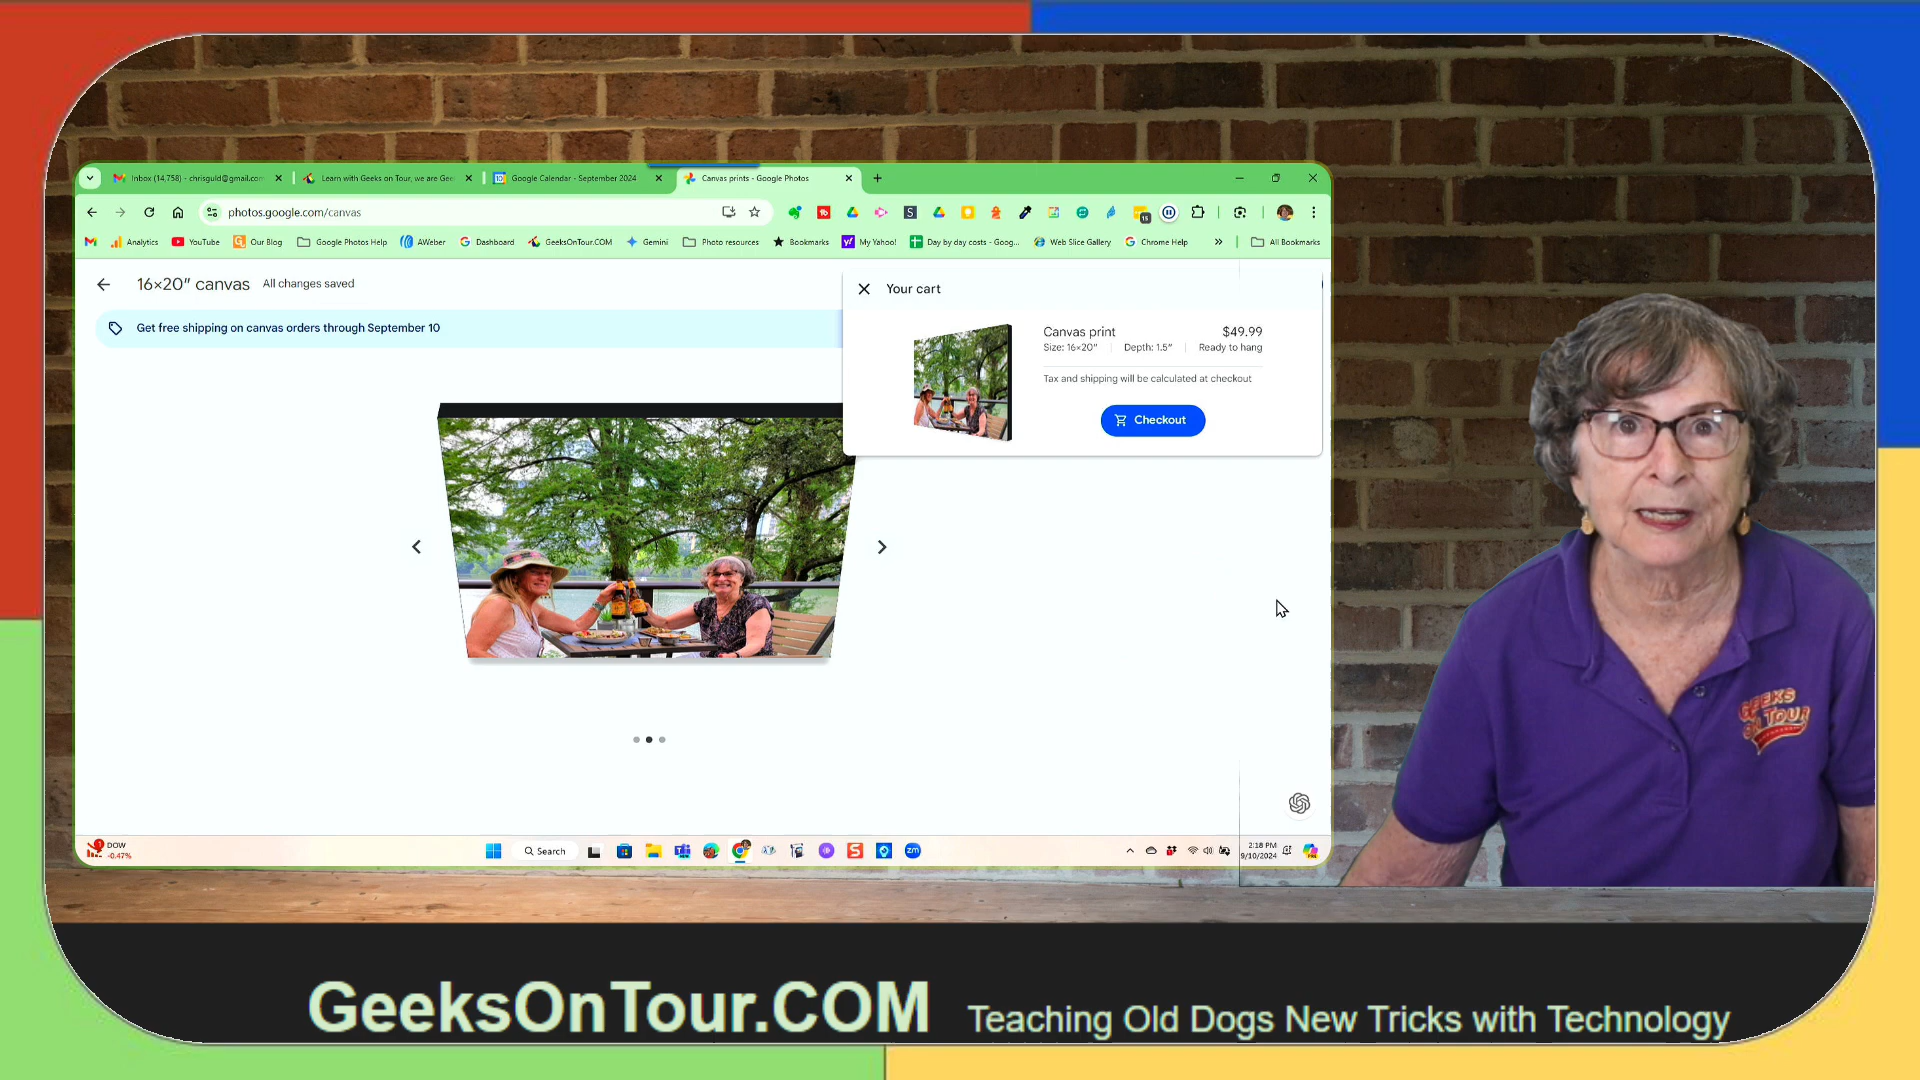 Inbox (14,758) - chrisguld@gmail.com
Learn with Geeks on Tour, we are Gee
Google Calendar - September 2024
Canvas prints - Google Photos
photos.google.com/canvas
15
Analytics
YouTube
Our Blog
Google Photos Help
AWeber
Dashboard
GeeksOnTour.COM
Gemini
Photo resources
Bookmarks
My Yahoo!
Day by day costs - Goog...
Web Slice Gallery
Chrome Help
All Bookmarks
16×20″ canvas All changes saved
Get free shipping on canvas orders through September 10
Your cart
Canvas print $49.99
Size: 16×20″ Depth: 1.5″ Ready to hang
Tax and shipping will be calculated at checkout
Checkout
GEEKS
ON TOUR
DOW
-0.47%
Search
zm
2:18 PM
9/10/2024
GeeksOnTour.COM Teaching Old Dogs New Tricks with Technology